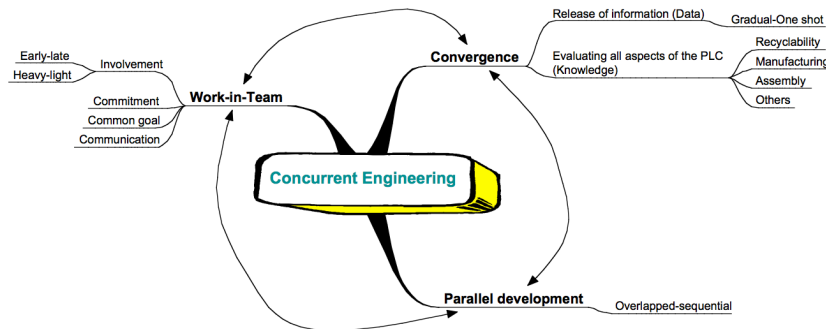 Release of information (Data)
Gradual-One shot
Convergence
Evaluating all aspects of the PLC
(Knowledge)
Recyclability
Manufacturing
Assembly
Others
Early-late
Heavy-light
Involvement
Work-in-Team
Commitment
Common goal
Communication
Concurrent Engineering
Parallel development
Overlapped-sequential